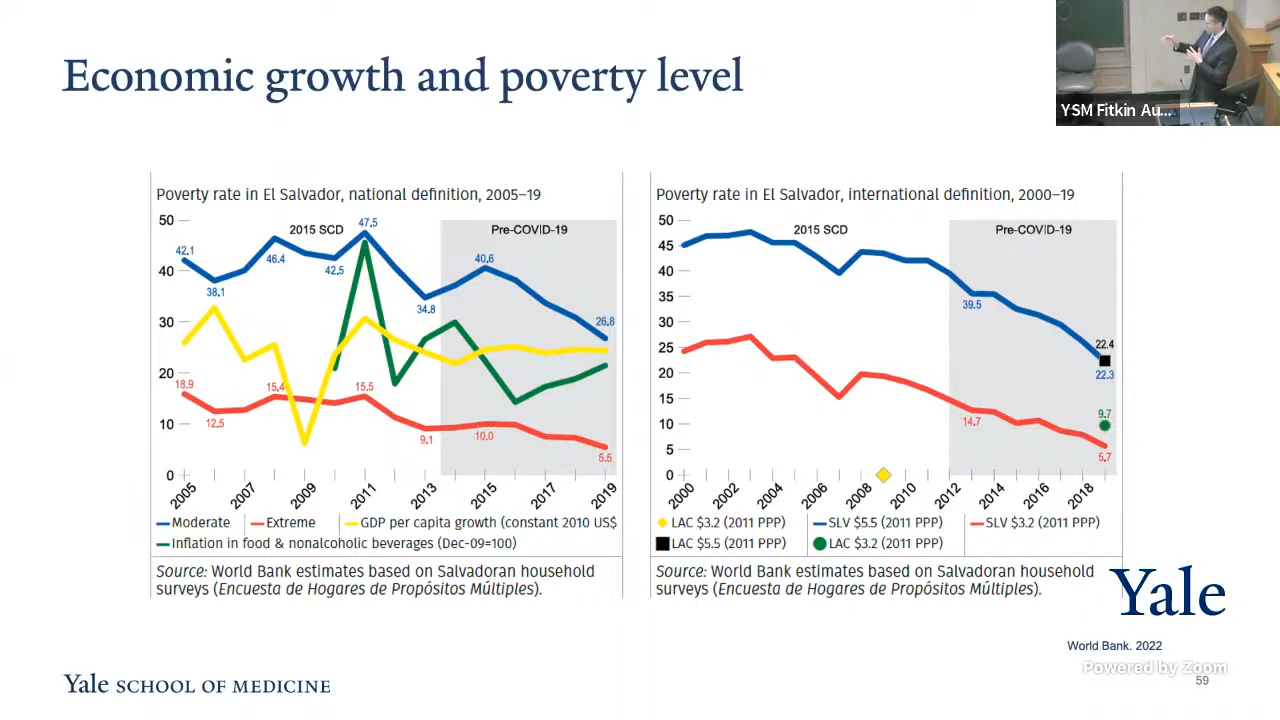 Economic growth and poverty level
YSM Fitkin Au...
Poverty rate in El Salvador, national definition, 2005–19
2015 SCD
Pre-COVID-19
50
40
30
20
10
0
42.1
38.1
46.4
42.5
47.5
34.8
40.6
26.8
18.9
12.5
15.4
15.5
9.1
10.0
5.5
2005
2007
2009
2011
2013
2015
2017
2019
Moderate
Extreme
GDP per capita growth (constant 2010 US$
Inflation in food & nonalcoholic beverages (Dec-09=100)
Source: World Bank estimates based on Salvadoran household
surveys (Encuesta de Hogares de Propósitos Múltiples).
Poverty rate in El Salvador, international definition, 2000–19
2015 SCD
Pre-COVID-19
50
45
40
35
30
25
20
15
10
5
0
39.5
22.4
22.3
14.7
9.7
5.7
2000
2002
2004
2006
2008
2010
2012
2014
2016
2018
LAC $3.2 (2011 PPP)
SLV $5.5 (2011 PPP)
SLV $3.2 (2011 PPP)
LAC $5.5 (2011 PPP)
LAC $3.2 (2011 PPP)
Source: World Bank estimates based on Salvadoran household
surveys (Encuesta de Hogares de Propósitos Múltiples).
Yale
World Bank. 2022
Powered by Zoom
59
Yale SCHOOL OF MEDICINE